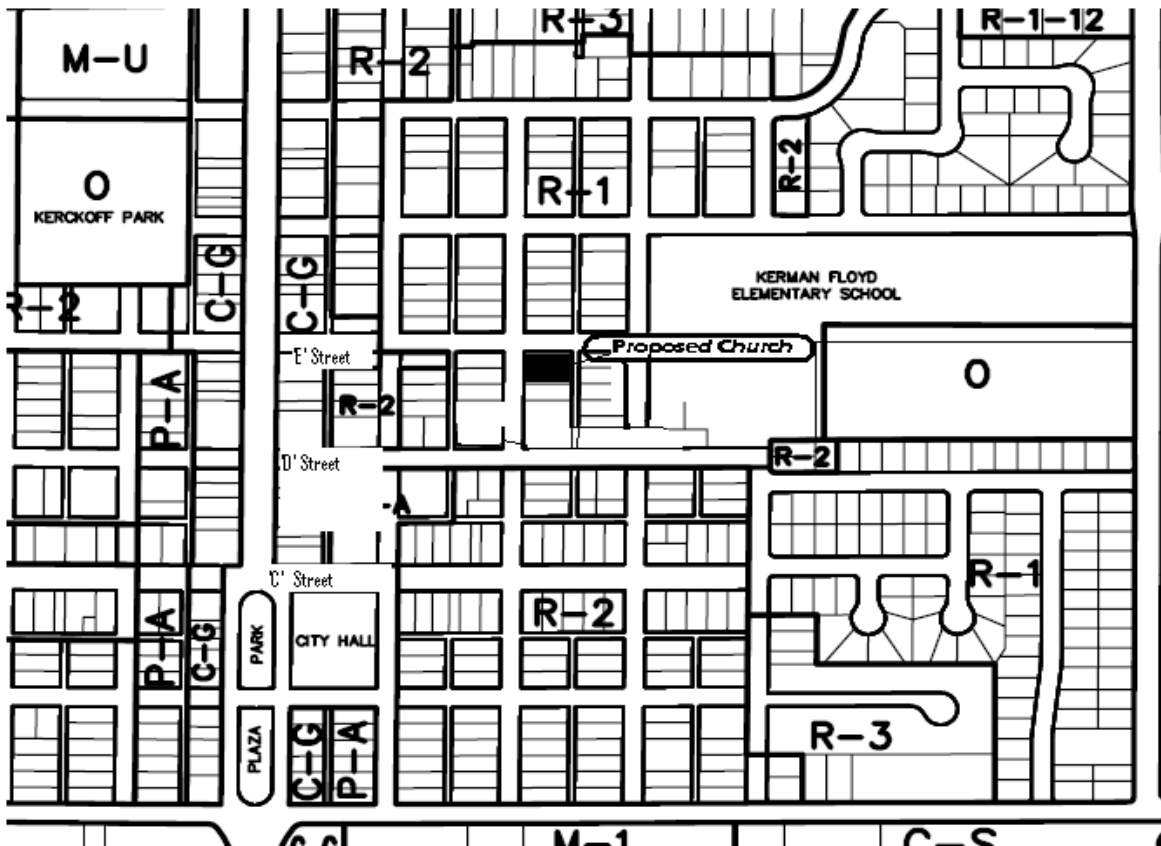 R-3
R-1-12
M-U
R-2
O
KERCKOFF PARK
R-1
R-2
C-G
C-G
KERMAN FLOYD
ELEMENTARY SCHOOL
R-2
'E' Street
Proposed Church
P-A
R-2
O
'D' Street
R-2
-A
'C' Street
R-1
P-A
C-G
PARK
CITY HALL
R-2
PLAZA
C-G
P-A
R-3
M-1
C-S